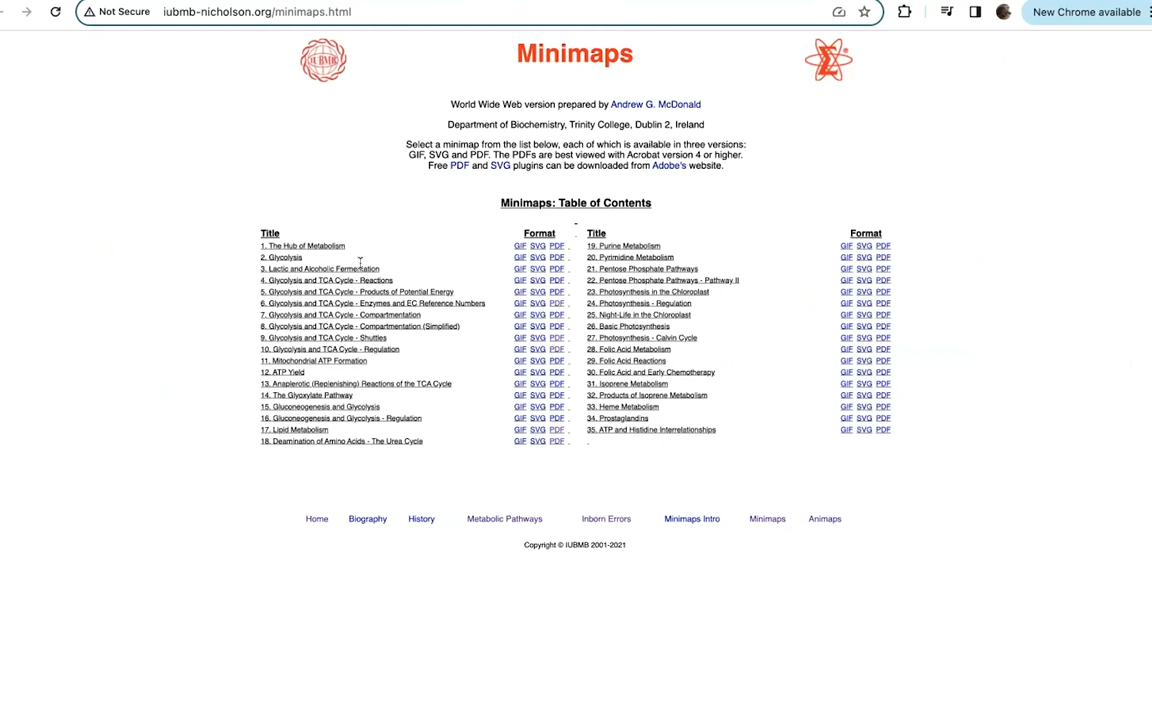 Not Secure iubmb-nicholson.org/minimaps.html New Chrome available
IUBMB
Minimaps
World Wide Web version prepared by Andrew G. McDonald
Department of Biochemistry, Trinity College, Dublin 2, Ireland
Select a minimap from the list below, each of which is available in three versions:
GIF, SVG and PDF. The PDFs are best viewed with Acrobat version 4 or higher.
Free PDF and SVG plugins can be downloaded from Adobe's website.
Minimaps: Table of Contents
Title Format
1. The Hub of Metabolism GIF SVG PDF
2. Glycolysis GIF SVG PDF
3. Lactic and Alcoholic Fermentation GIF SVG PDF
4. Glycolysis and TCA Cycle - Reactions GIF SVG PDF
5. Glycolysis and TCA Cycle - Products of Potential Energy GIF SVG PDF
6. Glycolysis and TCA Cycle - Enzymes and EC Reference Numbers GIF SVG PDF
7. Glycolysis and TCA Cycle - Compartmentation GIF SVG PDF
8. Glycolysis and TCA Cycle - Compartmentation (Simplified) GIF SVG PDF
9. Glycolysis and TCA Cycle - Shuttles GIF SVG PDF
10. Glycolysis and TCA Cycle - Regulation GIF SVG PDF
11. Mitochondrial ATP Formation GIF SVG PDF
12. ATP Yield GIF SVG PDF
13. Anaplerotic (Replenishing) Reactions of the TCA Cycle GIF SVG PDF
14. The Glyoxylate Pathway GIF SVG PDF
15. Gluconeogenesis and Glycolysis GIF SVG PDF
16. Gluconeogenesis and Glycolysis - Regulation GIF SVG PDF
17. Lipid Metabolism GIF SVG PDF
18. Deamination of Amino Acids - The Urea Cycle GIF SVG PDF
Title Format
19. Purine Metabolism GIF SVG PDF
20. Pyrimidine Metabolism GIF SVG PDF
21. Pentose Phosphate Pathways GIF SVG PDF
22. Pentose Phosphate Pathways - Pathway II GIF SVG PDF
23. Photosynthesis in the Chloroplast GIF SVG PDF
24. Photosynthesis - Regulation GIF SVG PDF
25. Night-Life in the Chloroplast GIF SVG PDF
26. Basic Photosynthesis GIF SVG PDF
27. Photosynthesis - Calvin Cycle GIF SVG PDF
28. Folic Acid Metabolism GIF SVG PDF
29. Folic Acid Reactions GIF SVG PDF
30. Folic Acid and Early Chemotherapy GIF SVG PDF
31. Isoprene Metabolism GIF SVG PDF
32. Products of Isoprene Metabolism GIF SVG PDF
33. Heme Metabolism GIF SVG PDF
34. Prostaglandins GIF SVG PDF
35. ATP and Histidine Interrelationships GIF SVG PDF
Home Biography History Metabolic Pathways Inborn Errors Minimaps Intro Minimaps Animaps
Copyright © IUBMB 2001-2021